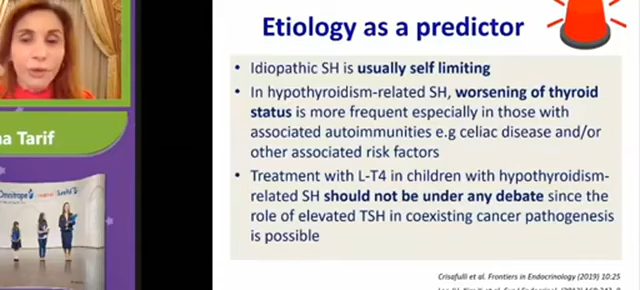 Etiology as a predictor
• Idiopathic SH is usually self limiting
• In hypothyroidism-related SH, worsening of thyroid
status is more frequent especially in those with
associated autoimmunities e.g celiac disease and/or
other associated risk factors
• Treatment with L-T4 in children with hypothyroidism-
related SH should not be under any debate since the
role of elevated TSH in coexisting cancer pathogenesis
is possible
Crisafulli et al. Frontiers in Endocrinology (2019) 10:25
na Tarif
Omnitrope